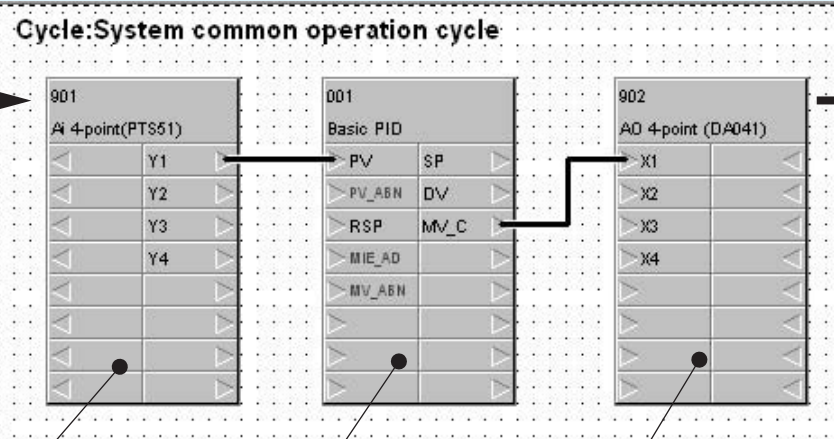 Cycle:System common operation cycle
901
Ai 4-point(PTS51)
Y1
Y2
Y3
Y4
001
Basic PID
PV SP
PV_ABN DV
RSP MV_C
MIE_AD
MV_ABN
902
AO 4-point (DA041)
X1
X2
X3
X4